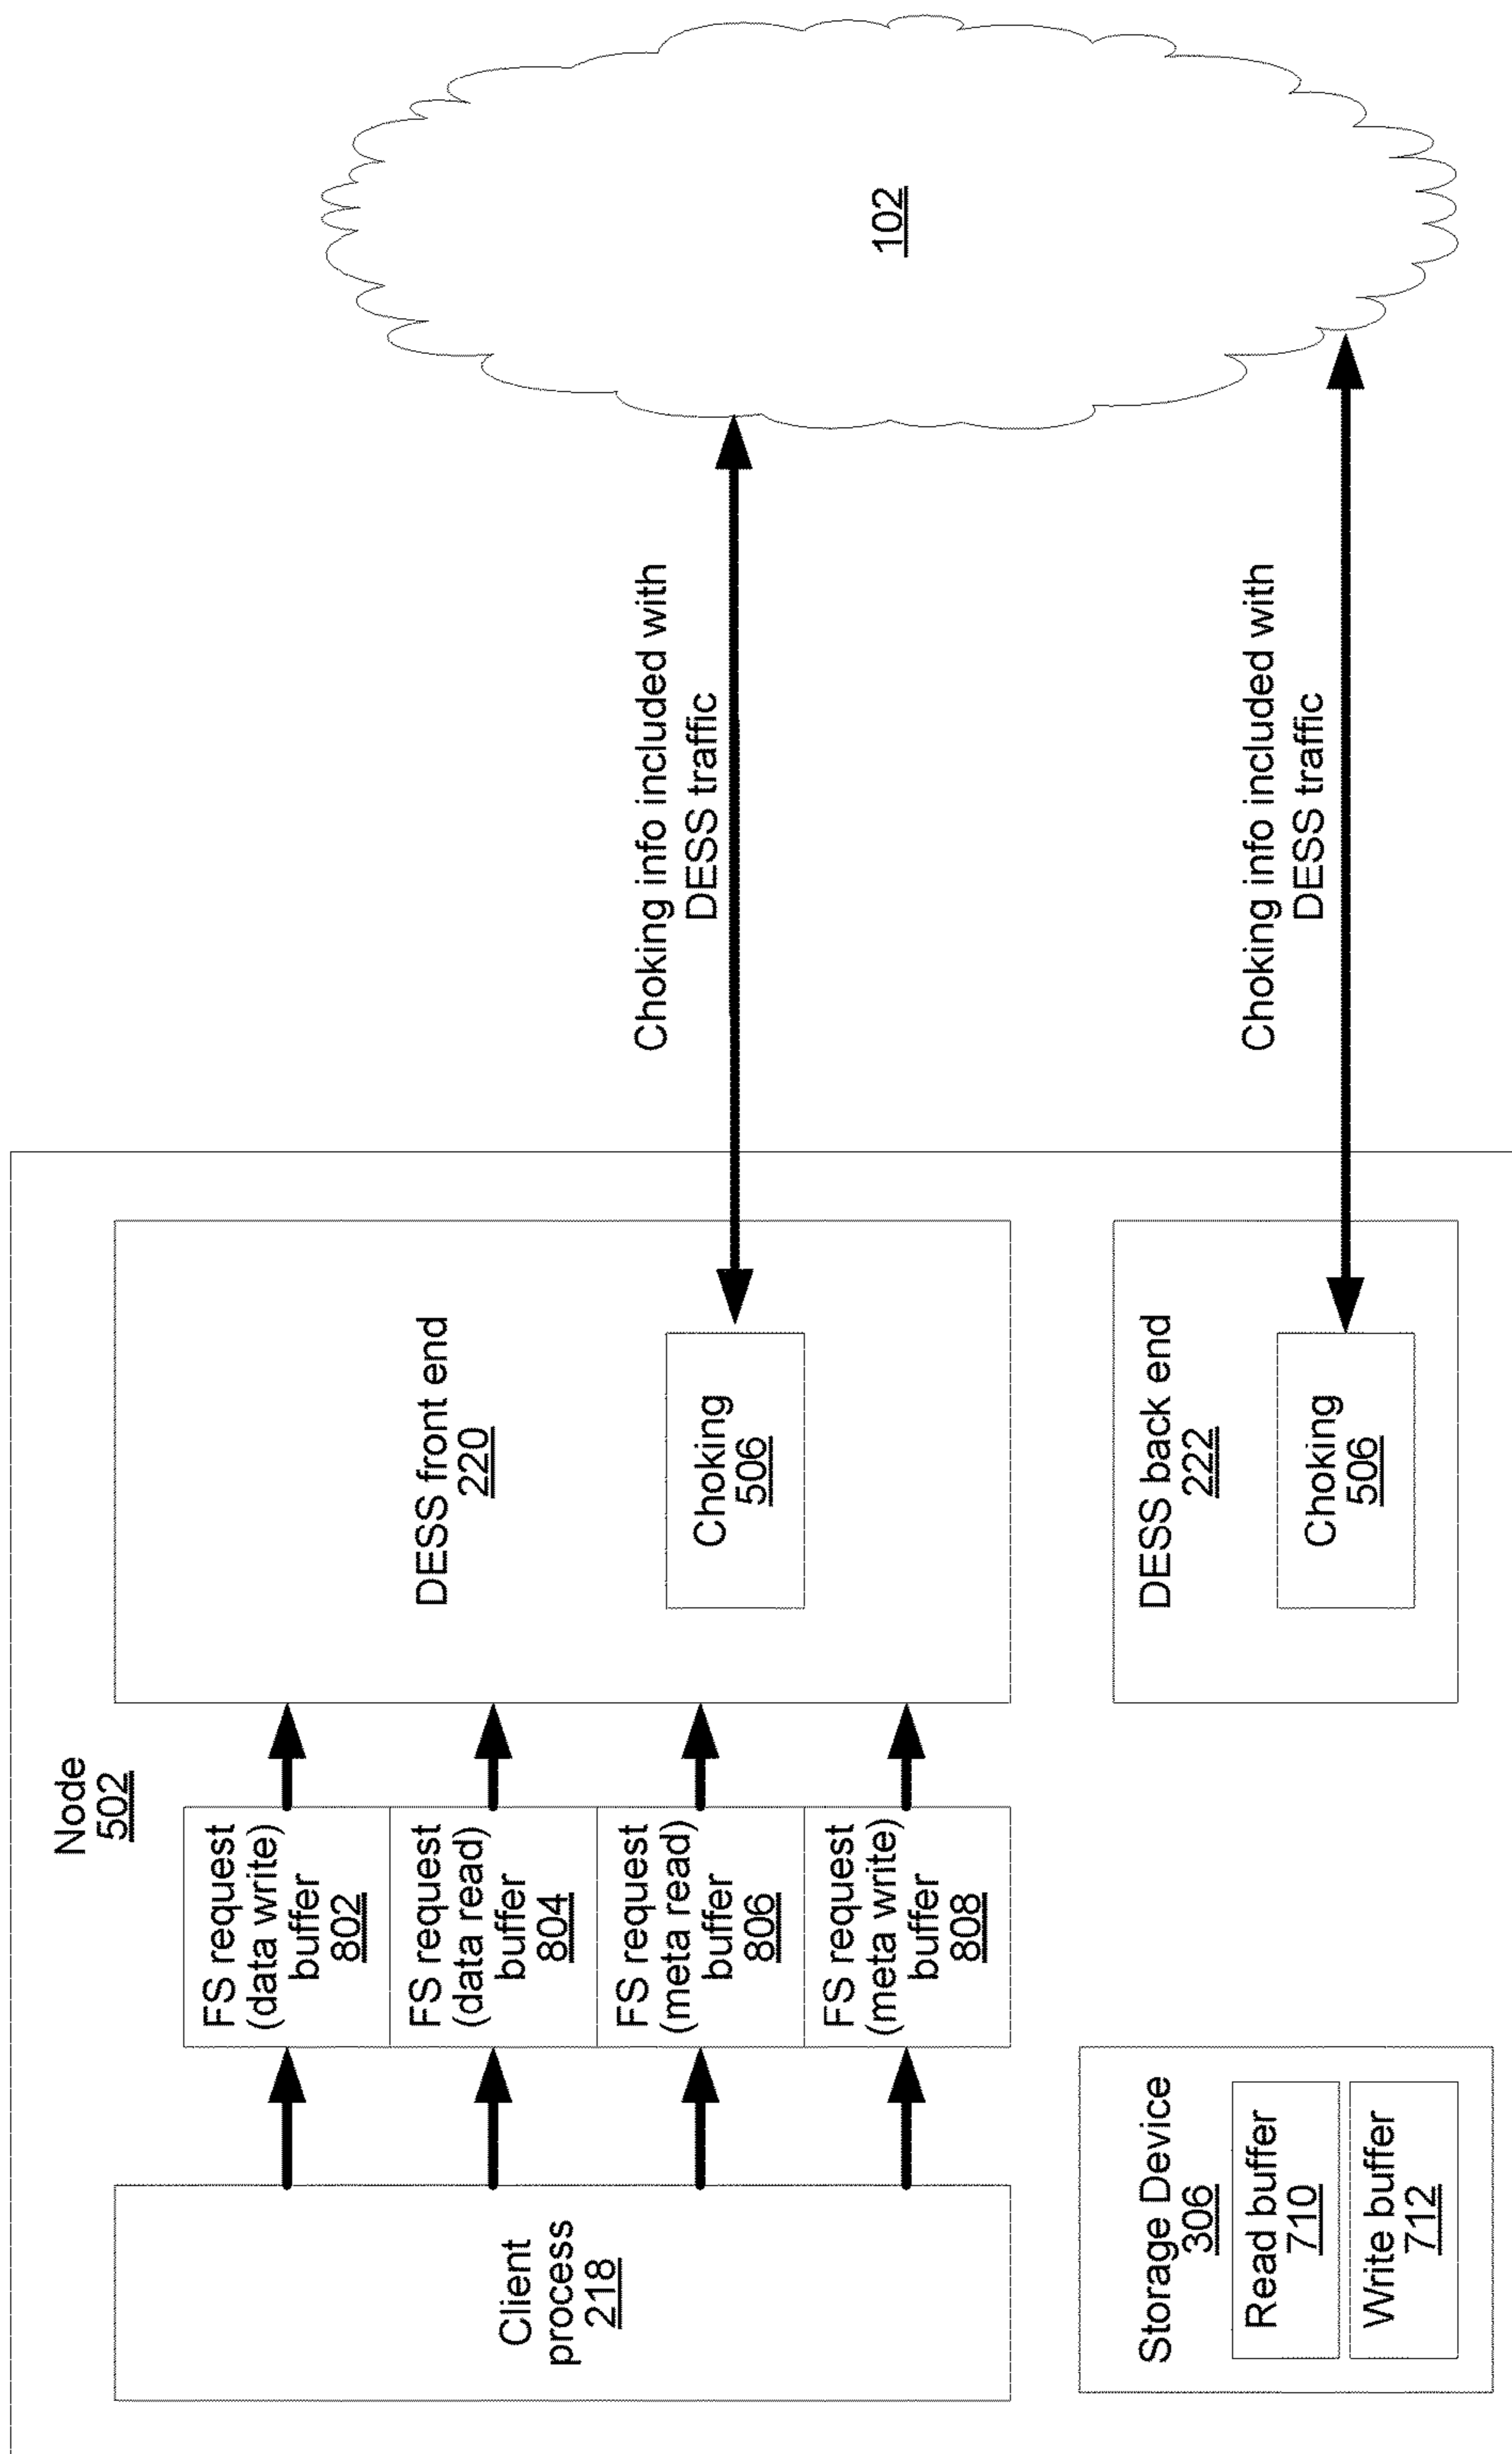 Node
502
Client
process
218
FS request
(data write)
buffer
802
FS request
(data read)
buffer
804
FS request
(meta read)
buffer
806
FS request
(meta write)
buffer
808
DESS front end
220
Choking
506
Choking info included with
DESS traffic
102
Storage Device
306
Read buffer
710
Write buffer
712
DESS back end
222
Choking
506
Choking info included with
DESS traffic